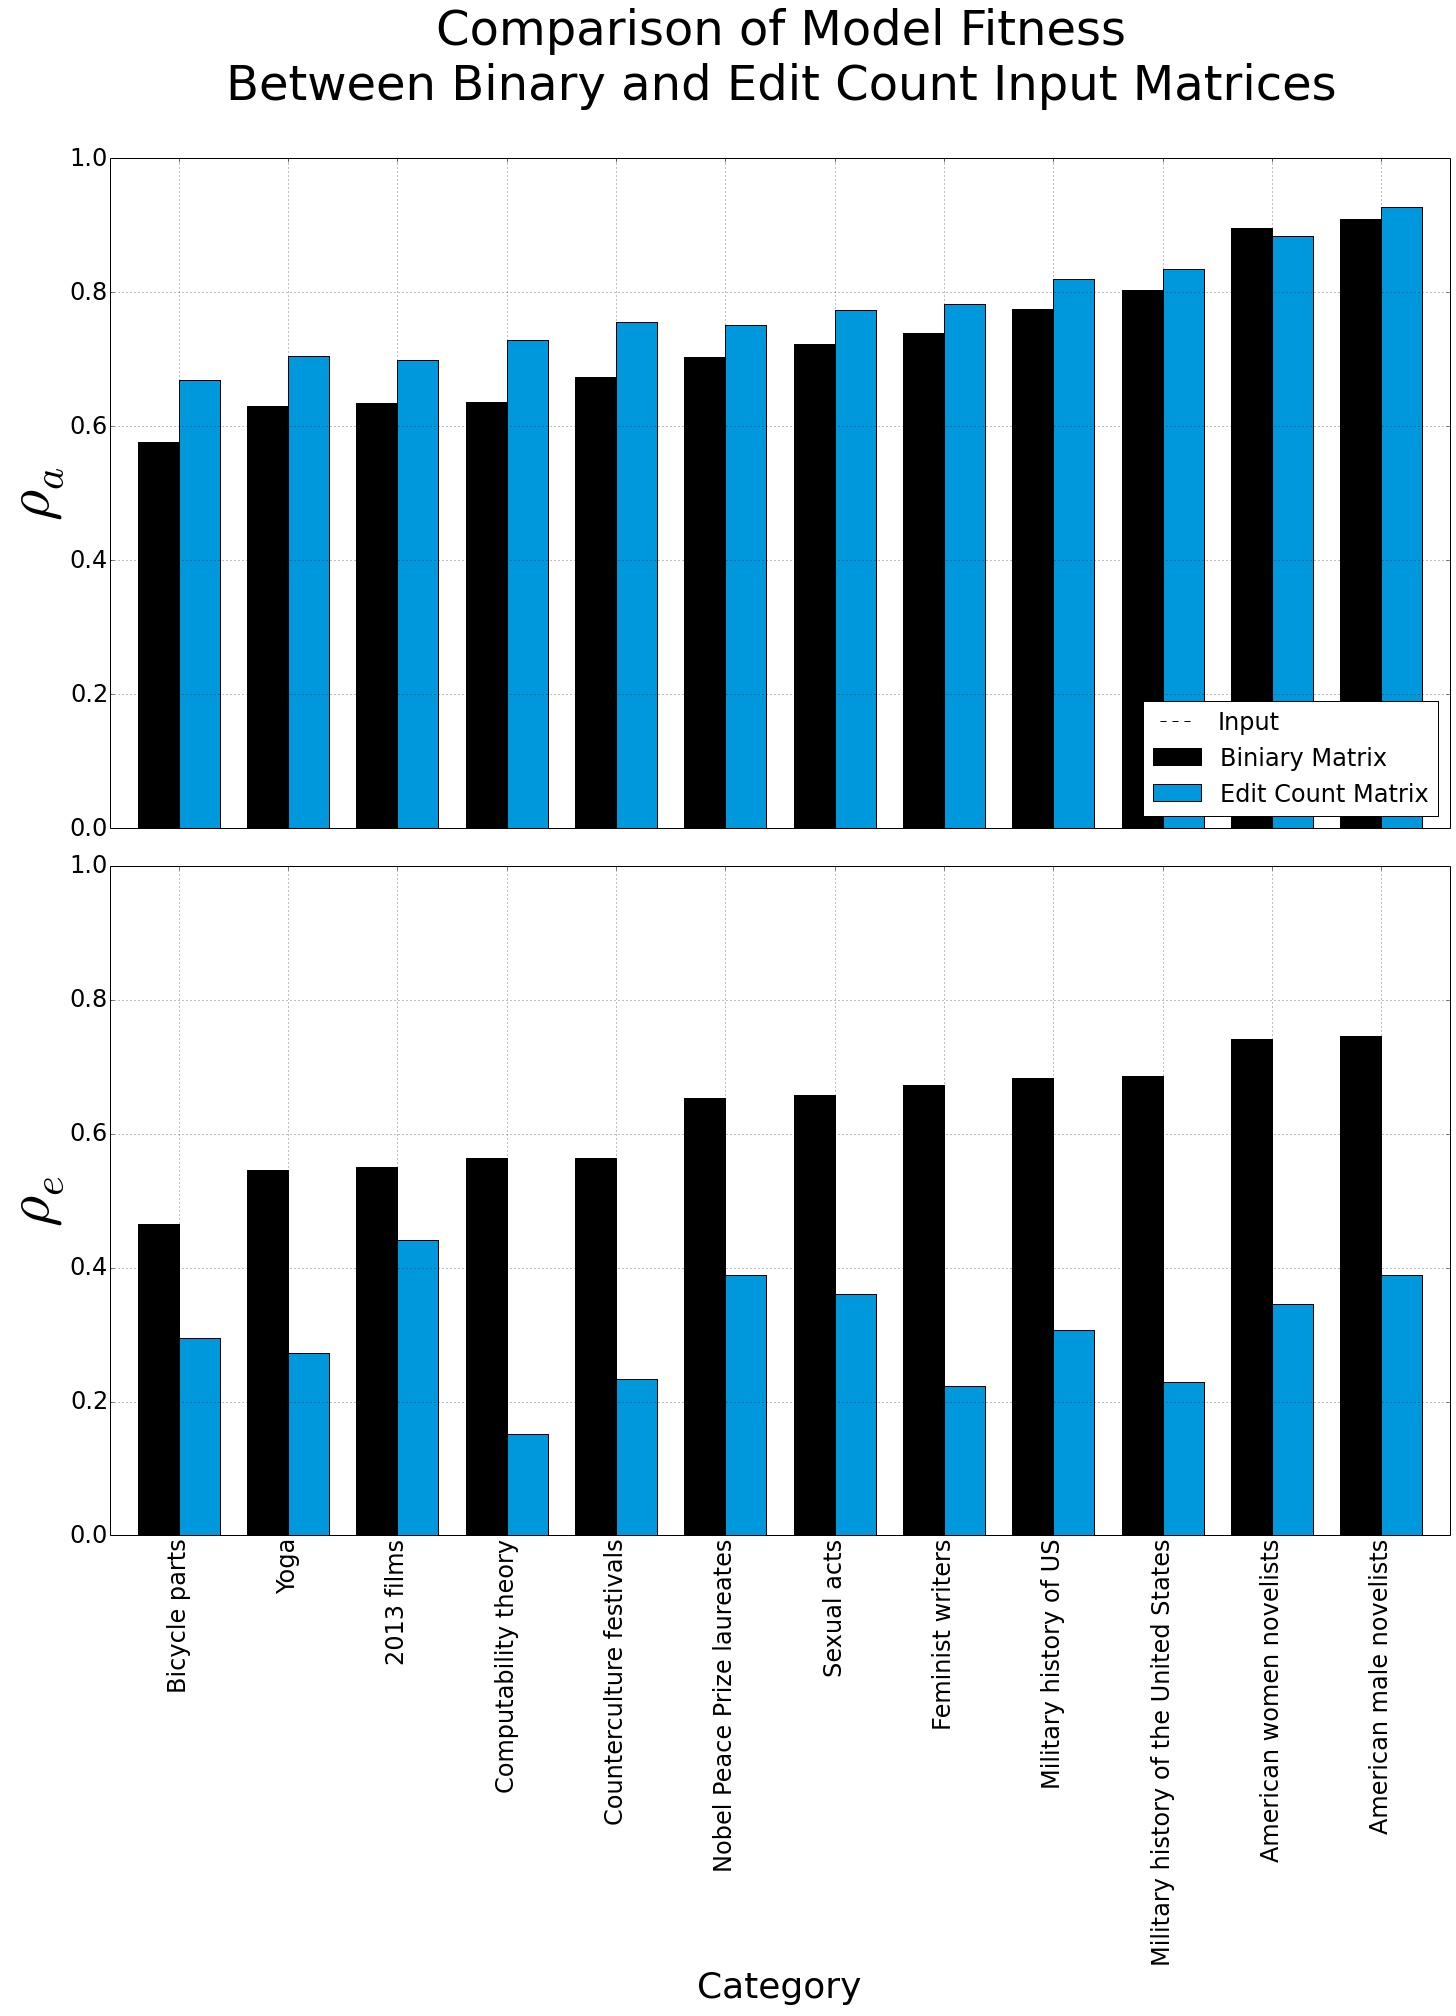 Comparison of Model Fitness
Between Binary and Edit Count Input Matrices
1.0
0.8
0.6
0.4
0.2
0.0
ρa
Input
Biniary Matrix
Edit Count Matrix
1.0
0.8
0.6
0.4
0.2
0.0
ρe
Bicycle parts
Yoga
2013 films
Computability theory
Counterculture festivals
Nobel Peace Prize laureates
Sexual acts
Feminist writers
Military history of US
Military history of the United States
American women novelists
American male novelists
Category